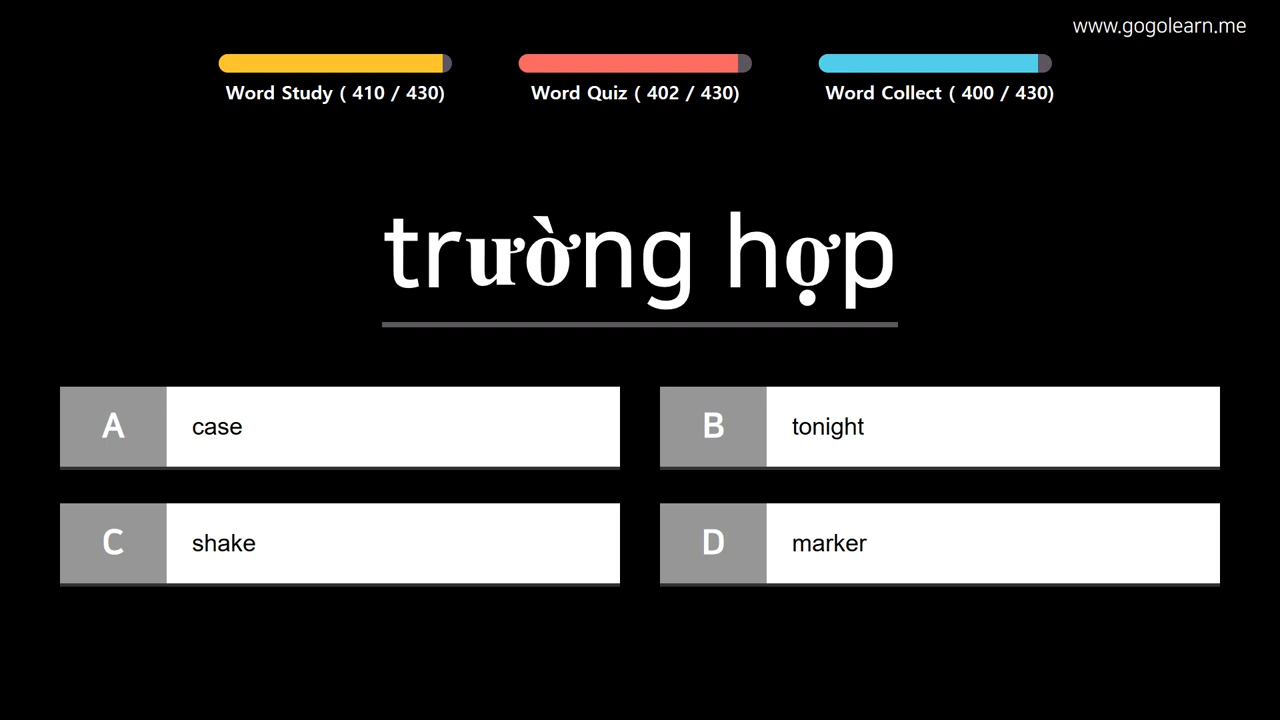 www.gogolearn.me
Word Study ( 410 / 430)
Word Quiz ( 402 / 430)
Word Collect ( 400 / 430)
trường hợp
A case
B tonight
C shake
D marker